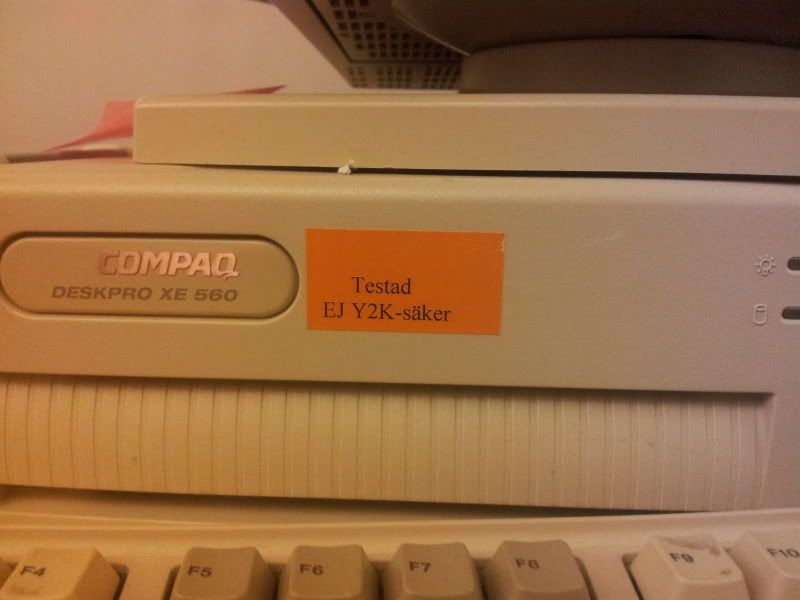 COMPAQ
DESKPRO XE 560
Testad
EJ Y2K-säker
F4
F5
F6
F7
F8
F9
F10